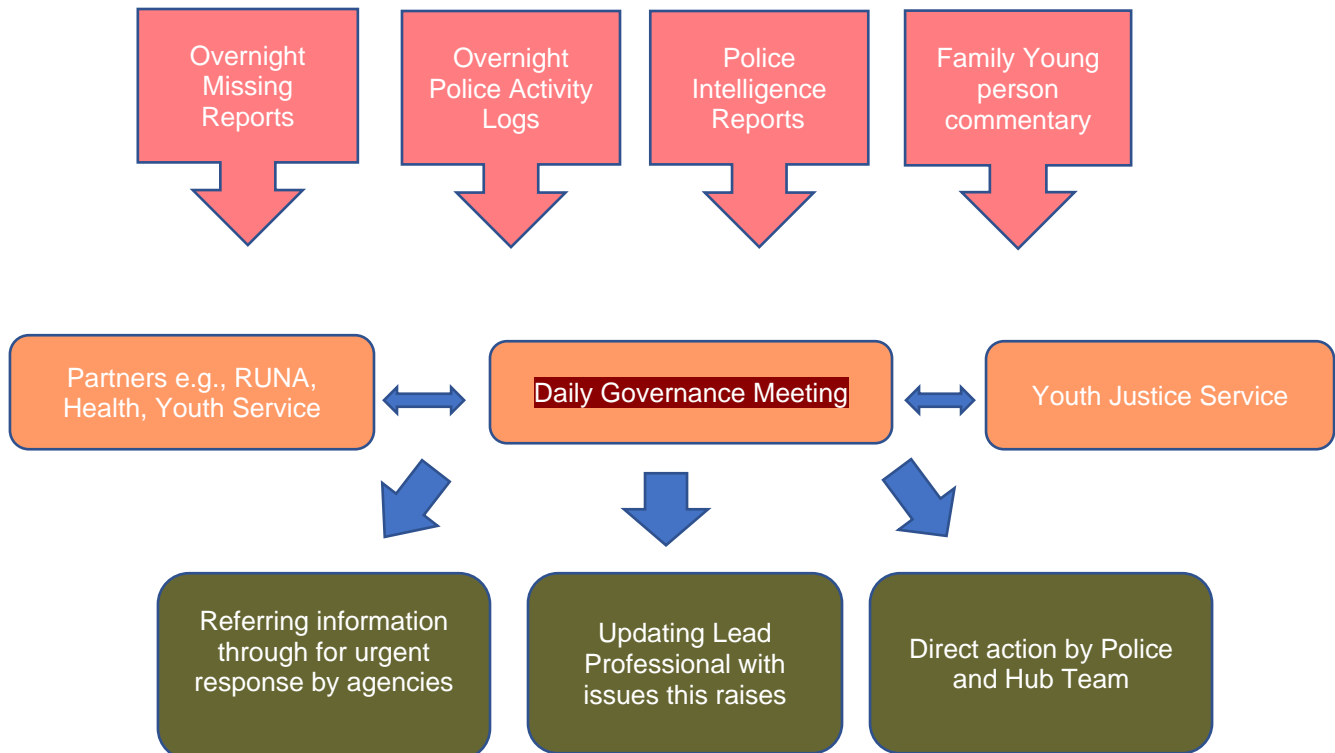 Overnight
Missing
Reports
Overnight
Police Activity
Logs
Police
Intelligence
Reports
Family Young
person
commentary
Partners e.g., RUNA,
Health, Youth Service
Daily Governance Meeting
Youth Justice Service
Referring information
through for urgent
response by agencies
Updating Lead
Professional with
issues this raises
Direct action by Police
and Hub Team